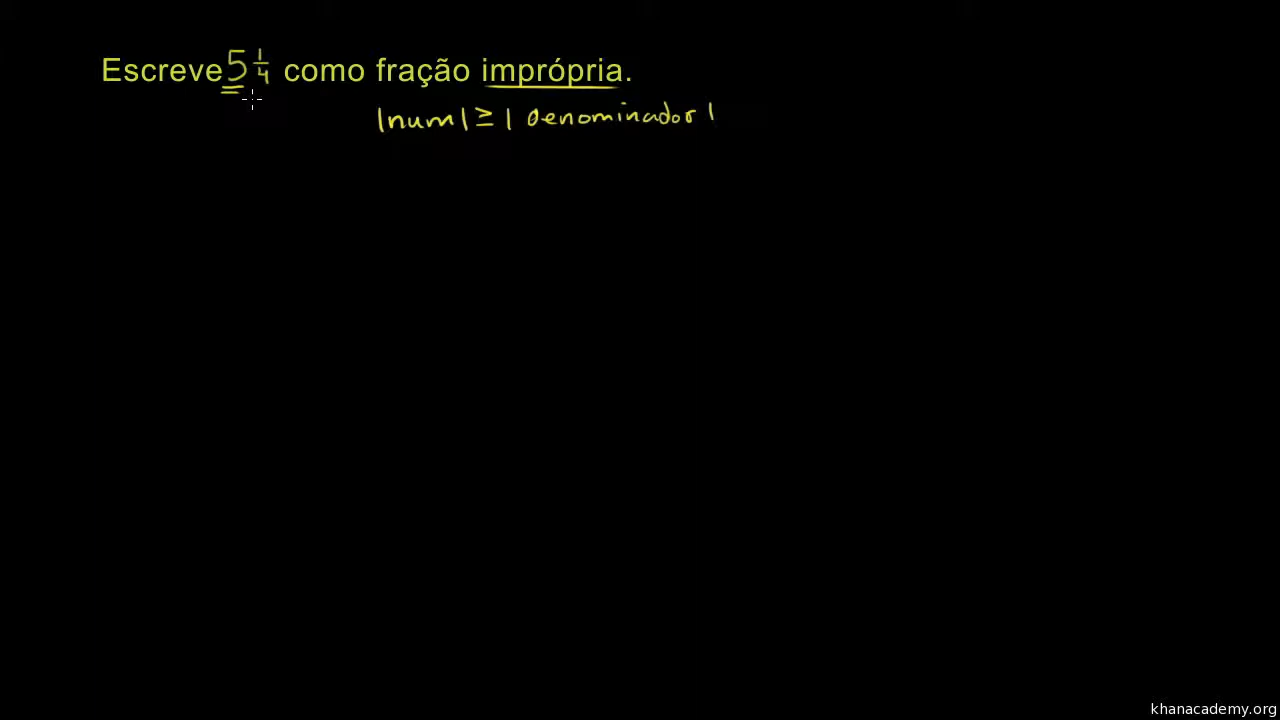 Escreve 5 1/4 como fração imprópria.
|num| ≥ | denominador |
khanacademy.org